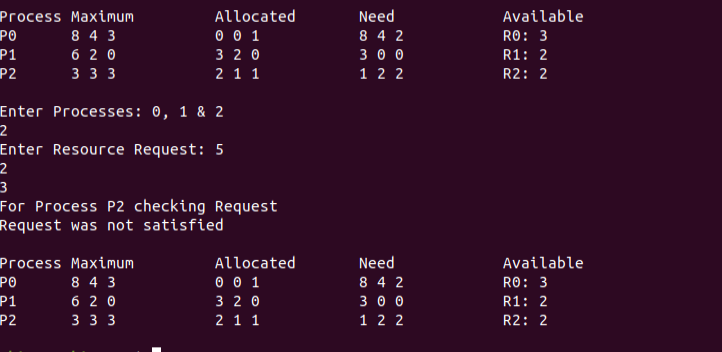 Process Maximum Allocated Need Available
P0 8 4 3 0 0 1 8 4 2 R0: 3
P1 6 2 0 3 2 0 3 0 0 R1: 2
P2 3 3 3 2 1 1 1 2 2 R2: 2
Enter Processes: 0, 1 & 2
2
Enter Resource Request: 5
2
3
For Process P2 checking Request
Request was not satisfied
Process Maximum Allocated Need Available
P0 8 4 3 0 0 1 8 4 2 R0: 3
P1 6 2 0 3 2 0 3 0 0 R1: 2
P2 3 3 3 2 1 1 1 2 2 R2: 2